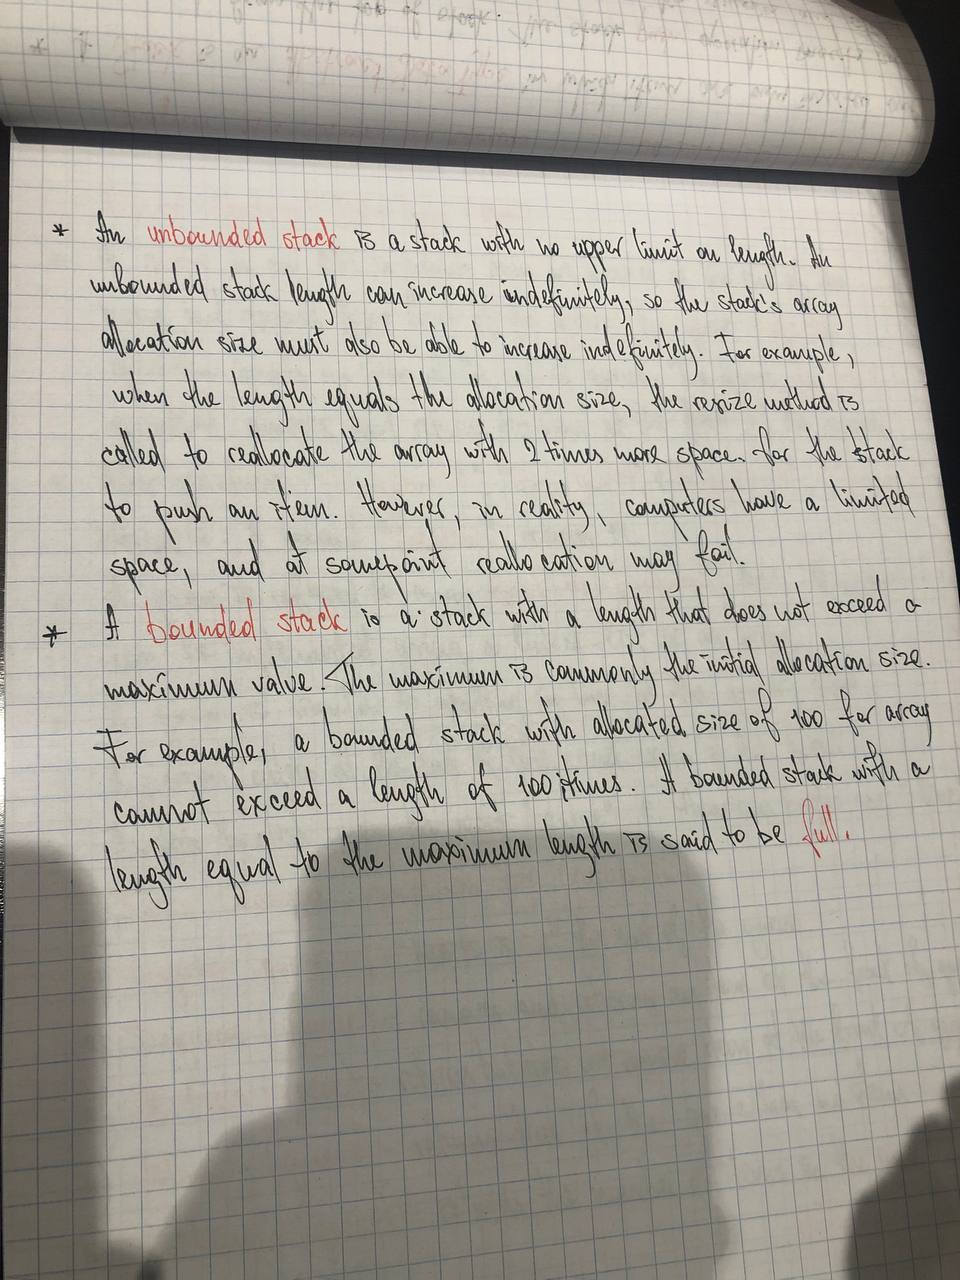 * An unbounded stack is a stack with no upper limit on length. An
unbounded stack length can increase indefinitely, so the stack's array
allocation size must also be able to increase indefinitely. For example,
when the length equals the allocation size, the resize method is
called to reallocate the array with 2 times more space. for the stack
to push an item. However, in reality, computers have a limited
space, and at somepoint reallocation may fail.
* A bounded stack is a stack with a length that does not exceed a
maximum value. The maximum is commonly the initial allocation size.
For example, a bounded stack with allocated size of 100 for array
cannot exceed a length of 100 itimes. A bounded stack with a
length equal to the maximum length is said to be full.